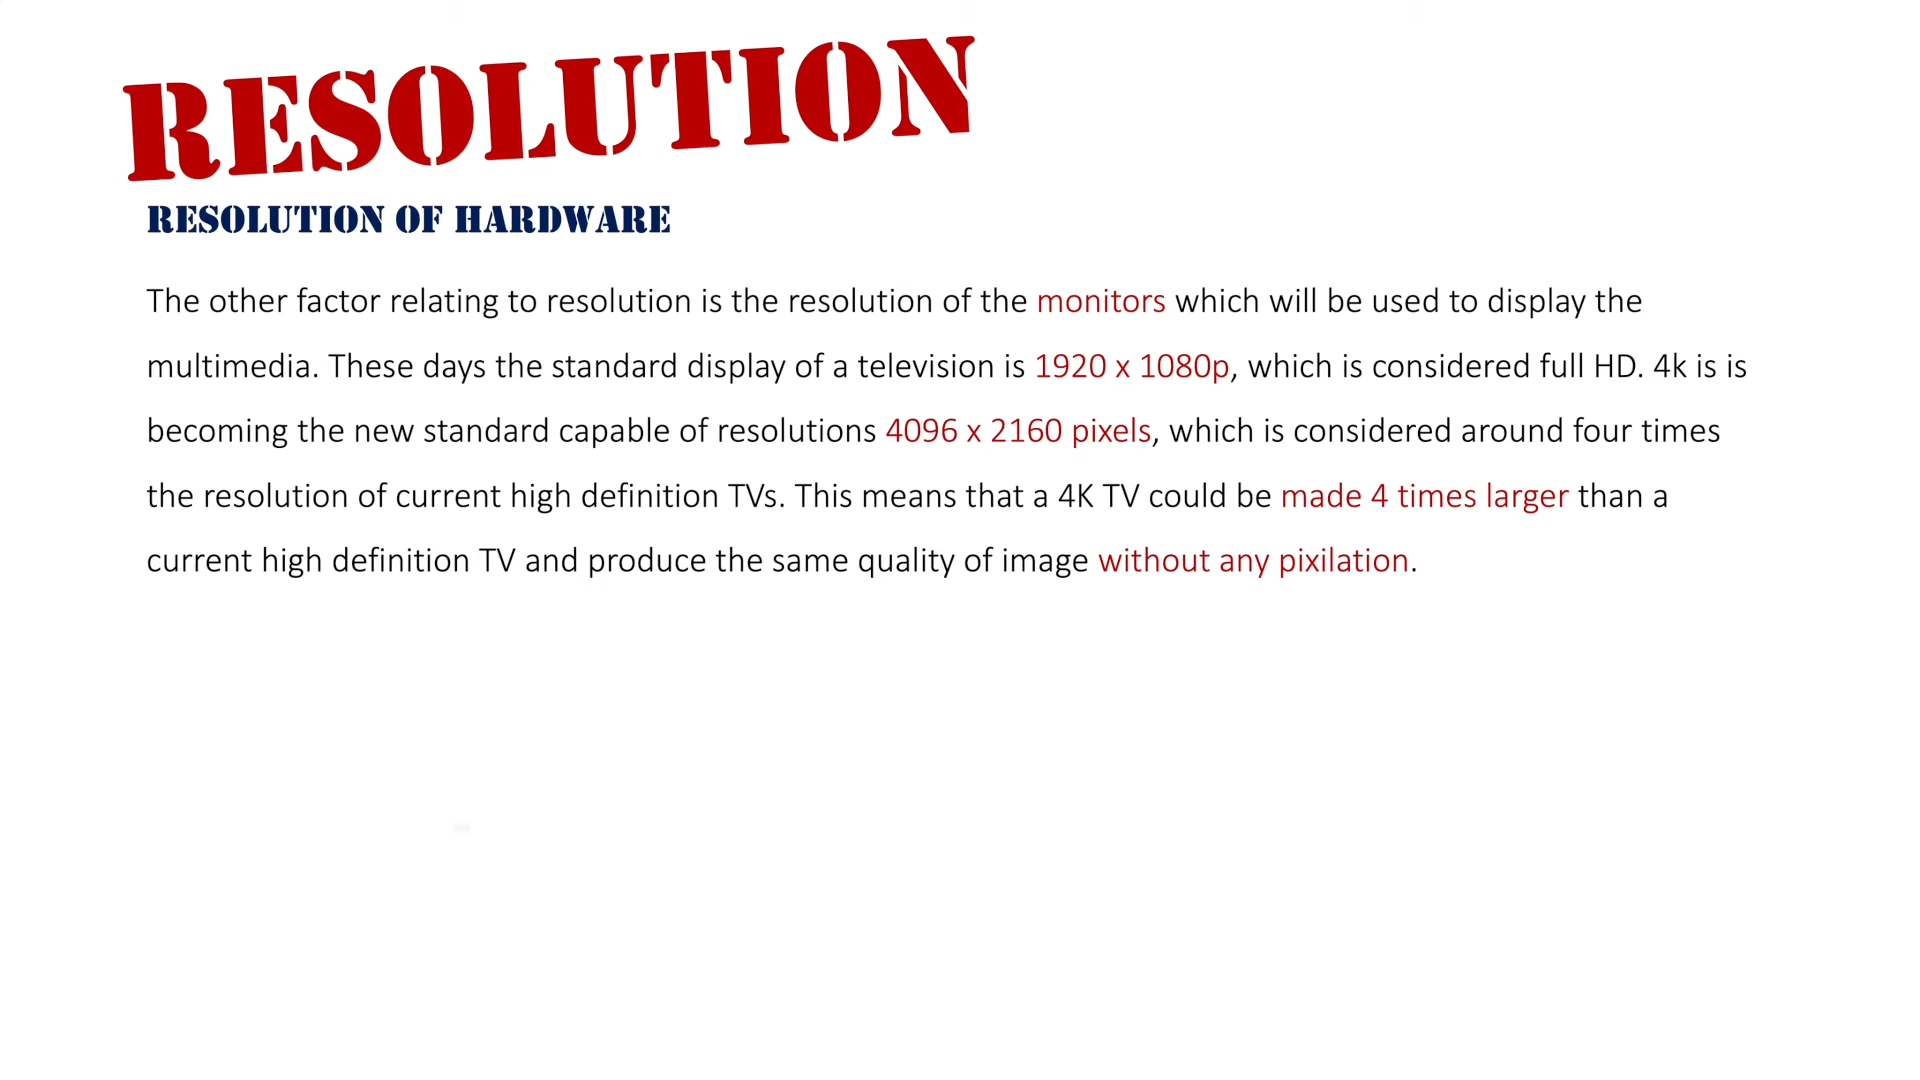 RESOLUTION
RESOLUTION OF HARDWARE
The other factor relating to resolution is the resolution of the monitors which will be used to display the
multimedia. These days the standard display of a television is 1920 x 1080p, which is considered full HD. 4k is is
becoming the new standard capable of resolutions 4096 x 2160 pixels, which is considered around four times
the resolution of current high definition TVs. This means that a 4K TV could be made 4 times larger than a
current high definition TV and produce the same quality of image without any pixilation.